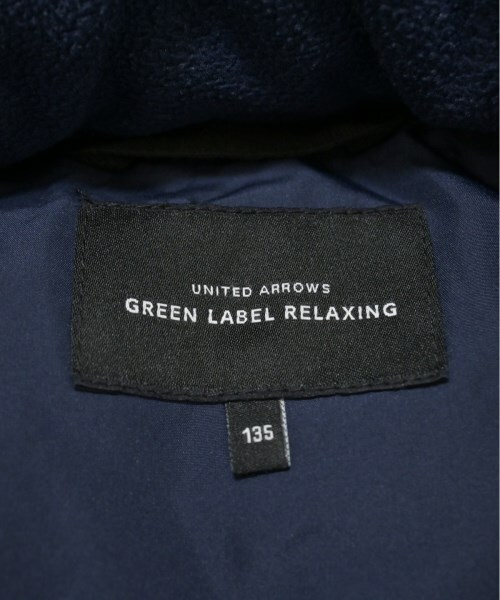 UNITED ARROWS
GREEN LABEL RELAXING
135